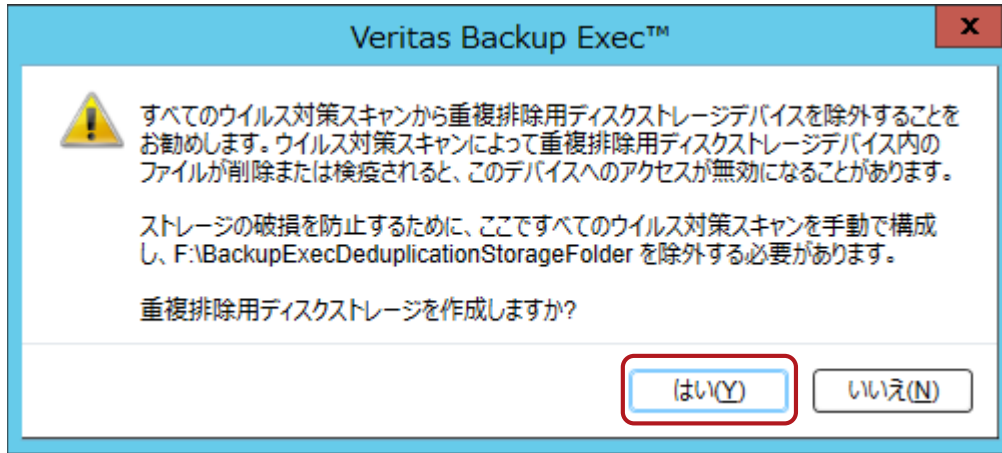 Veritas Backup Exec™
x
すべてのウイルス対策スキャンから重複排除用ディスクストレージデバイスを除外することを
お勧めします。ウイルス対策スキャンによって重複排除用ディスクストレージデバイス内の
ファイルが削除または検疫されると、このデバイスへのアクセスが無効になることがあります。
ストレージの破損を防止するために、ここですべてのウイルス対策スキャンを手動で構成
し、F:\BackupExecDeduplicationStorageFolder を除外する必要があります。
重複排除用ディスクストレージを作成しますか?
はい(Y)
いいえ(N)